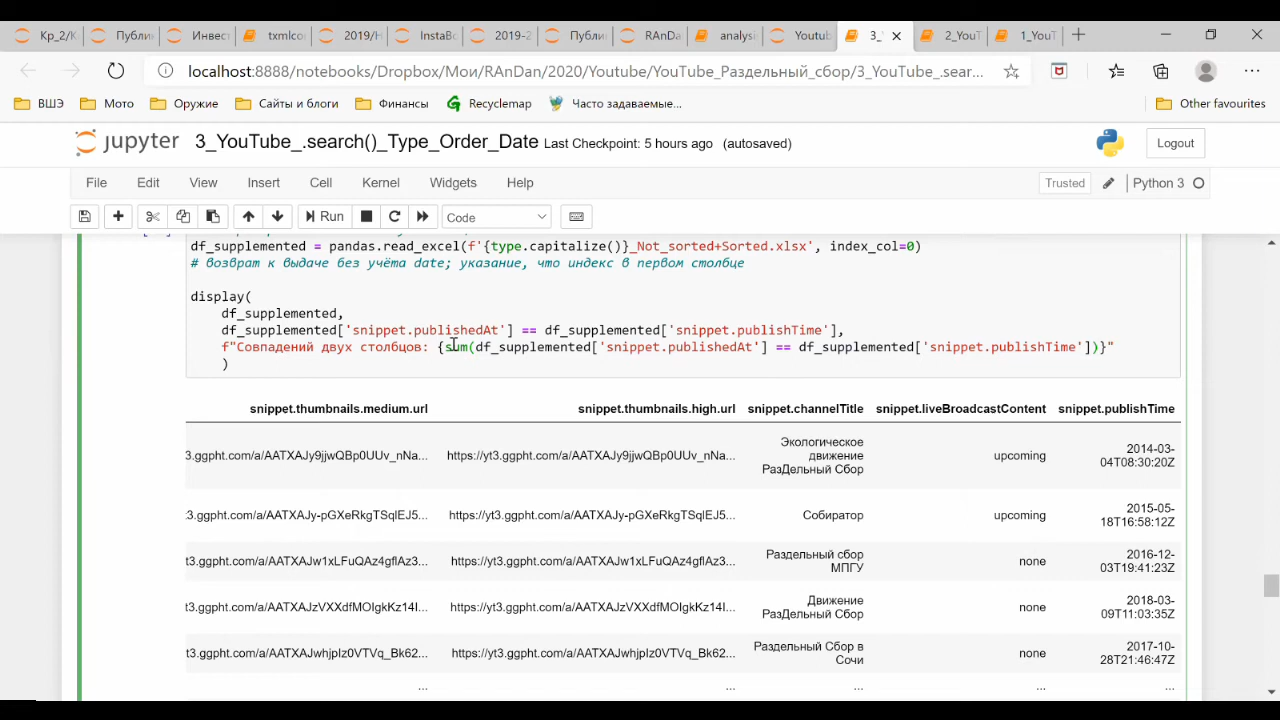 Кр_2/К
Публи
Инвест
txmlco
2019/Н
InstaBo
2019-2
Публи
RAnDa
analysi
Youtub
3_
2_YouT
1_YouT
localhost:8888/notebooks/Dropbox/Мои/RAnDan/2020/Youtube/YouTube_Раздельный_сбор/3_YouTube_.sear...
ВШЭ
Мото
Оружие
Сайты и блоги
Финансы
Recyclemap
Часто задаваемые...
Other favourites
jupyter 3_YouTube_.search()_Type_Order_Date Last Checkpoint: 5 hours ago (autosaved)
Logout
File Edit View Insert Cell Kernel Widgets Help
Trusted
Python 3
Run
Code
df_supplemented = pandas.read_excel(f'{type.capitalize()}_Not_sorted+Sorted.xlsx', index_col=0)
# возврат к выдаче без учёта date; указание, что индекс в первом столбце
display(
df_supplemented,
df_supplemented['snippet.publishedAt'] == df_supplemented['snippet.publishTime'],
f"Совпадений двух столбцов: {sum(df_supplemented['snippet.publishedAt'] == df_supplemented['snippet.publishTime'])}"
)
snippet.thumbnails.medium.url snippet.thumbnails.high.url snippet.channelTitle snippet.liveBroadcastContent snippet.publishTime
3.ggpht.com/a/AATXAJy9jjwQBp0UUv_nNa... https://yt3.ggpht.com/a/AATXAJy9jjwQBp0UUv_nNa...
Экологическое
движение
РазДельный Сбор
upcoming
2014-03-
04T08:30:20Z
yt3.ggpht.com/a/AATXAJy-pGXeRkgTSqlEJ5... https://yt3.ggpht.com/a/AATXAJy-pGXeRkgTSqlEJ5...
Собиратор
upcoming
2015-05-
18T16:58:12Z
t3.ggpht.com/a/AATXAJw1xLFuQAz4gflAz3... https://yt3.ggpht.com/a/AATXAJw1xLFuQAz4gflAz3...
Раздельный сбор
МПГУ
none
2016-12-
03T19:41:23Z
t3.ggpht.com/a/AATXAJzVXXdfMOIgkKz14l... https://yt3.ggpht.com/a/AATXAJzVXXdfMOIgkKz14l...
Движение
РазДельный Сбор
none
2018-03-
09T11:03:35Z
yt3.ggpht.com/a/AATXAJwhjpIz0VTVq_Bk62... https://yt3.ggpht.com/a/AATXAJwhjpIz0VTVq_Bk62...
Раздельный Сбор в
Сочи
none
2017-10-
28T21:46:47Z
... ... ... ... ...